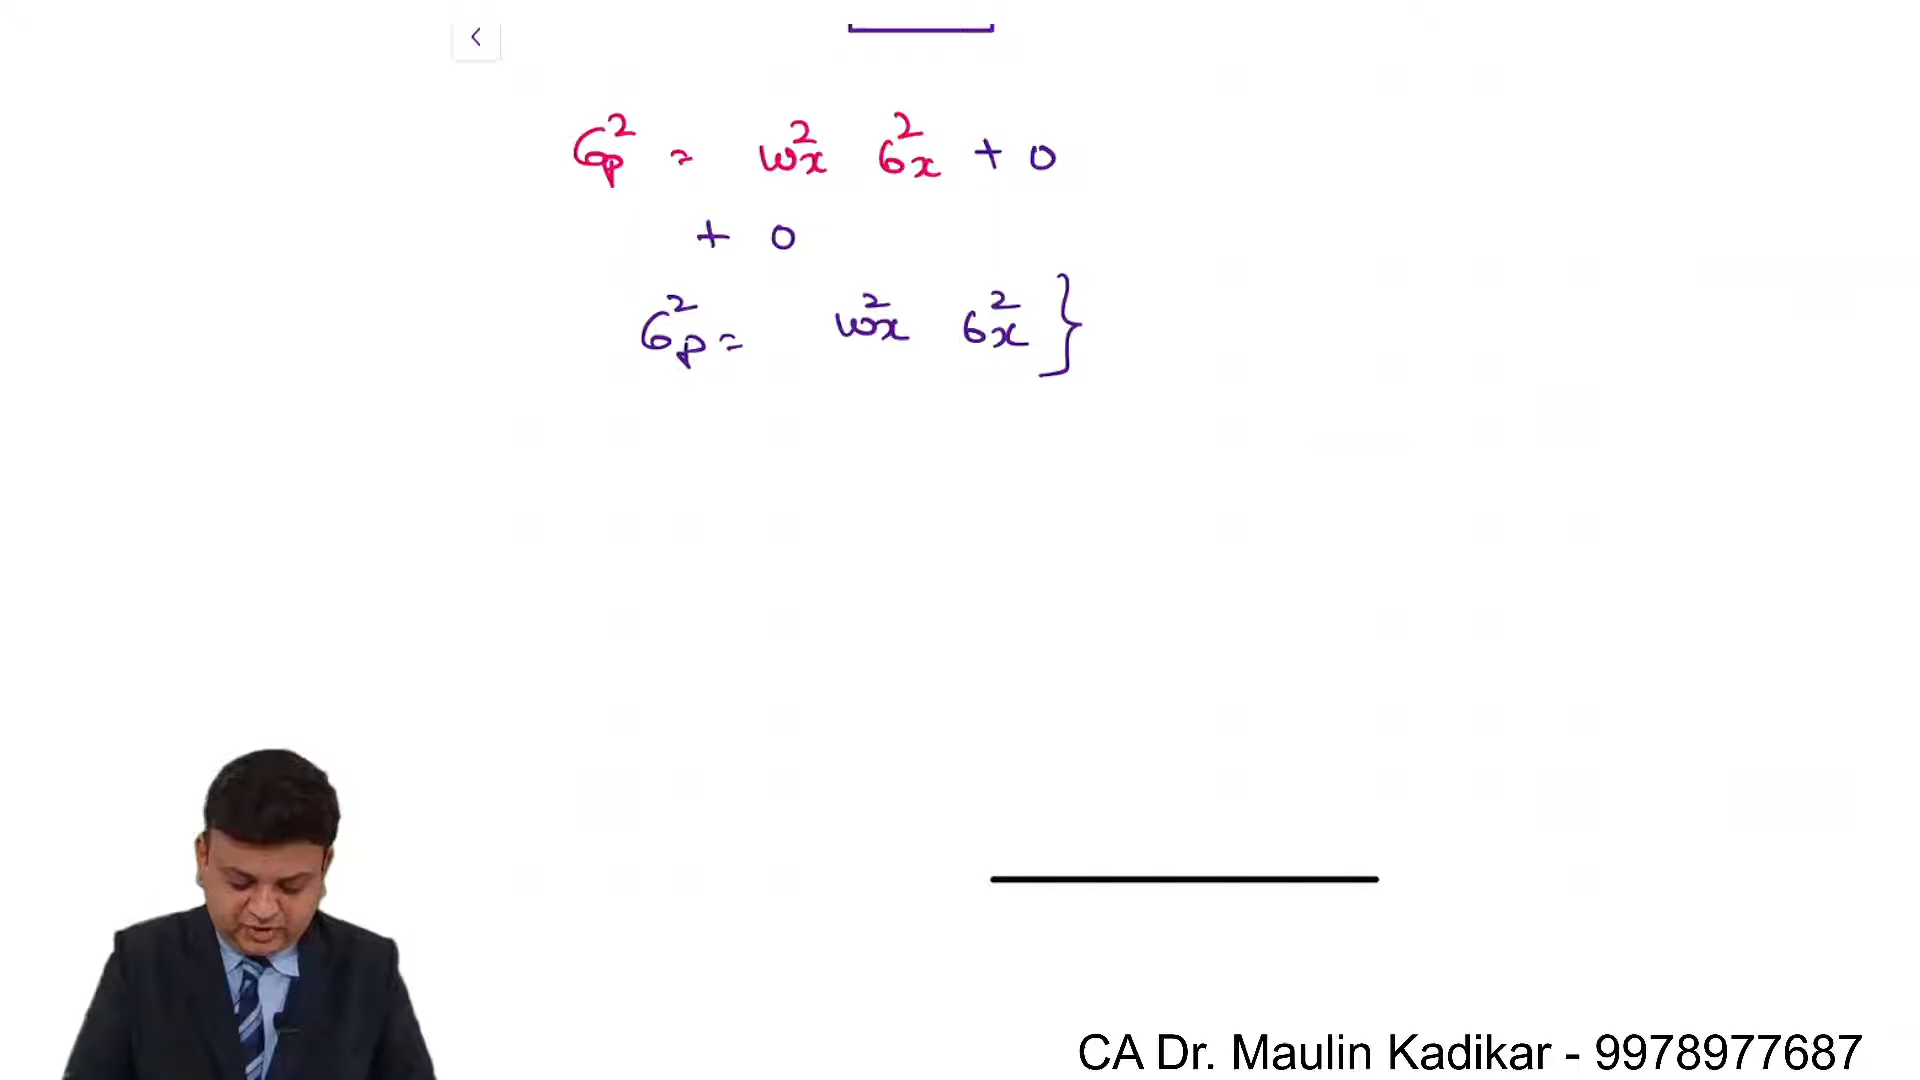 σp² = wx² σx² + 0
+ 0
σp² = wx² σx² }
CA Dr. Maulin Kadikar - 9978977687